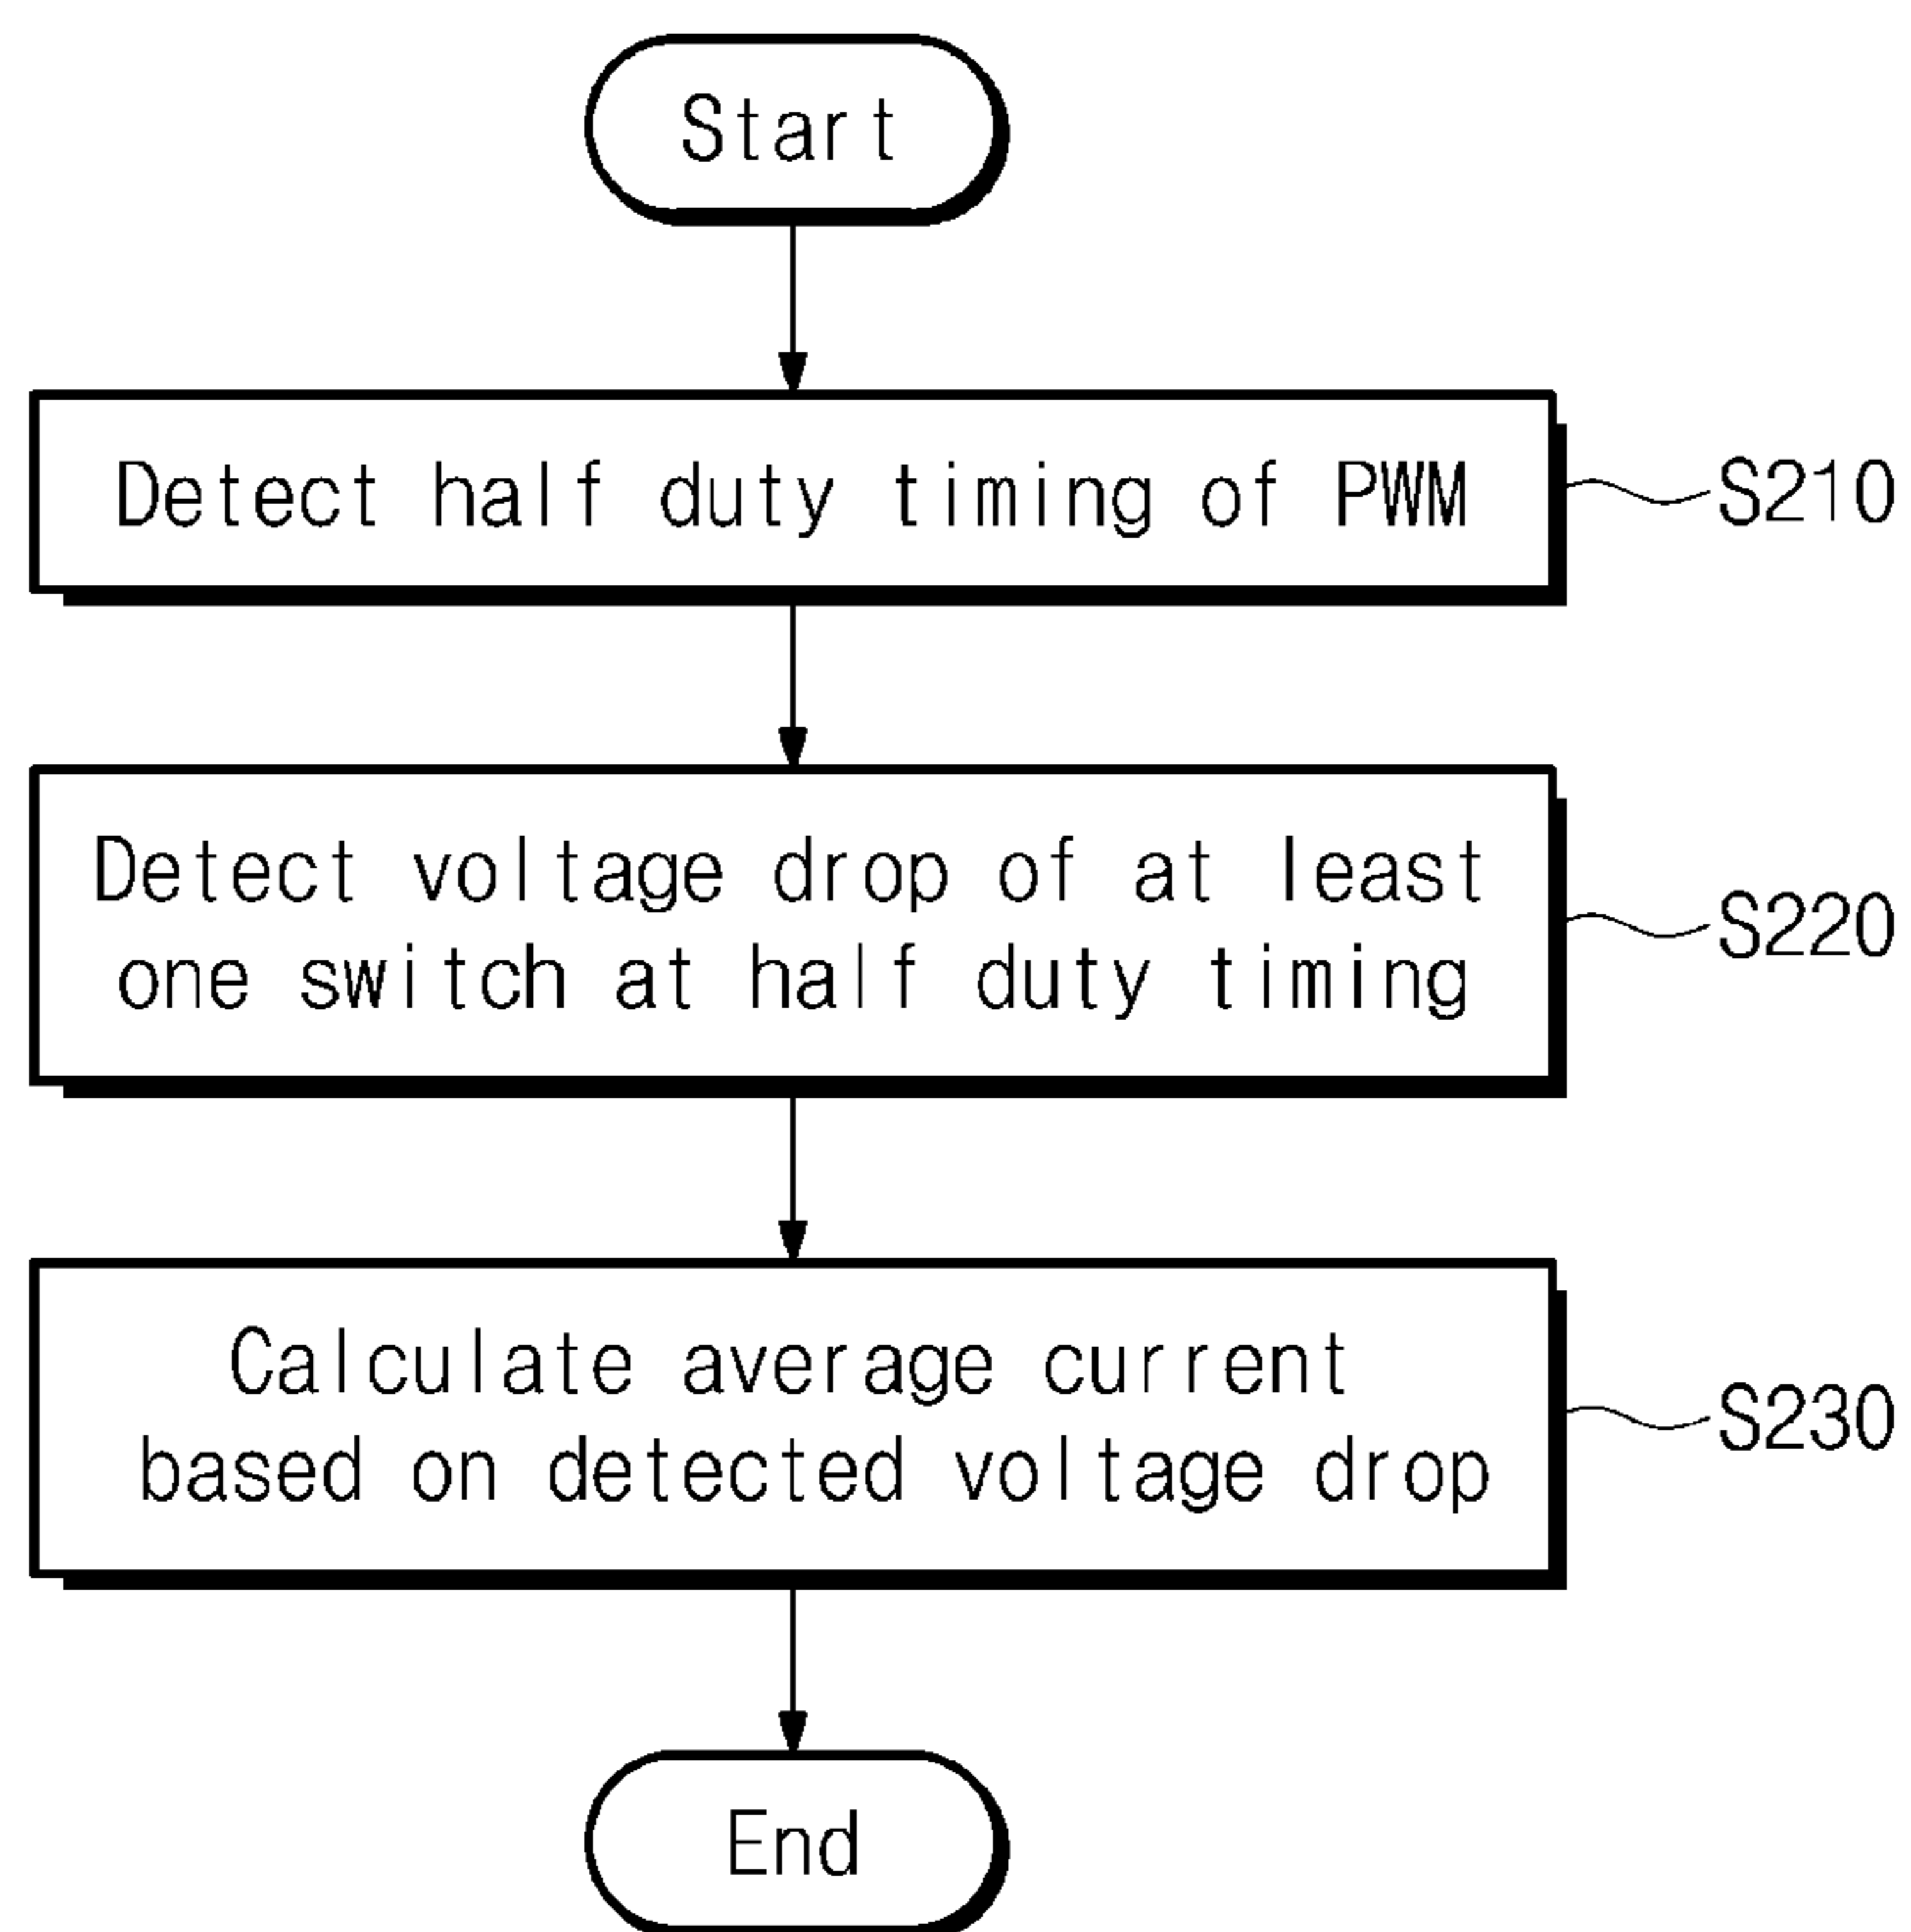 Start
Detect half duty timing of PWM
S210
Detect voltage drop of at least
one switch at half duty timing
S220
Calculate average current
based on detected voltage drop
S230
End